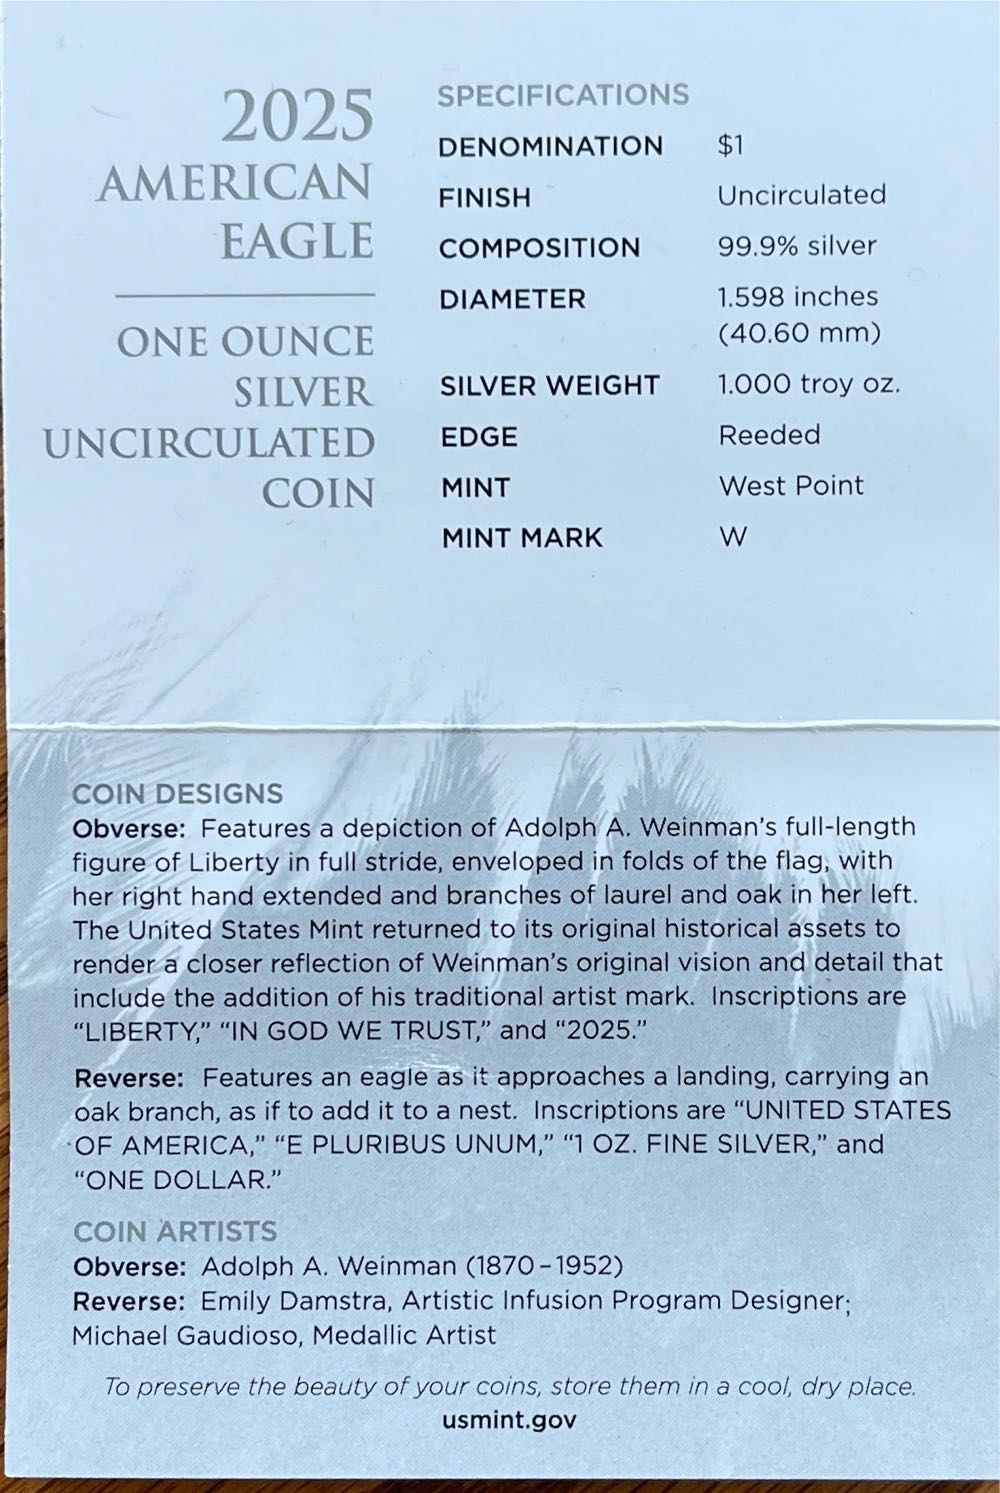 2025
AMERICAN
EAGLE
ONE OUNCE
SILVER
UNCIRCULATED
COIN
SPECIFICATIONS
DENOMINATION $1
FINISH Uncirculated
COMPOSITION 99.9% silver
DIAMETER 1.598 inches
(40.60 mm)
SILVER WEIGHT 1.000 troy oz.
EDGE Reeded
MINT West Point
MINT MARK W
COIN DESIGNS
Obverse: Features a depiction of Adolph A. Weinman’s full-length
figure of Liberty in full stride, enveloped in folds of the flag, with
her right hand extended and branches of laurel and oak in her left.
The United States Mint returned to its original historical assets to
render a closer reflection of Weinman’s original vision and detail that
include the addition of his traditional artist mark. Inscriptions are
“LIBERTY,” “IN GOD WE TRUST,” and “2025.”
Reverse: Features an eagle as it approaches a landing, carrying an
oak branch, as if to add it to a nest. Inscriptions are “UNITED STATES
OF AMERICA,” “E PLURIBUS UNUM,” “1 OZ. FINE SILVER,” and
“ONE DOLLAR.”
COIN ARTISTS
Obverse: Adolph A. Weinman (1870–1952)
Reverse: Emily Damstra, Artistic Infusion Program Designer;
Michael Gaudioso, Medallic Artist
To preserve the beauty of your coins, store them in a cool, dry place.
usmint.gov